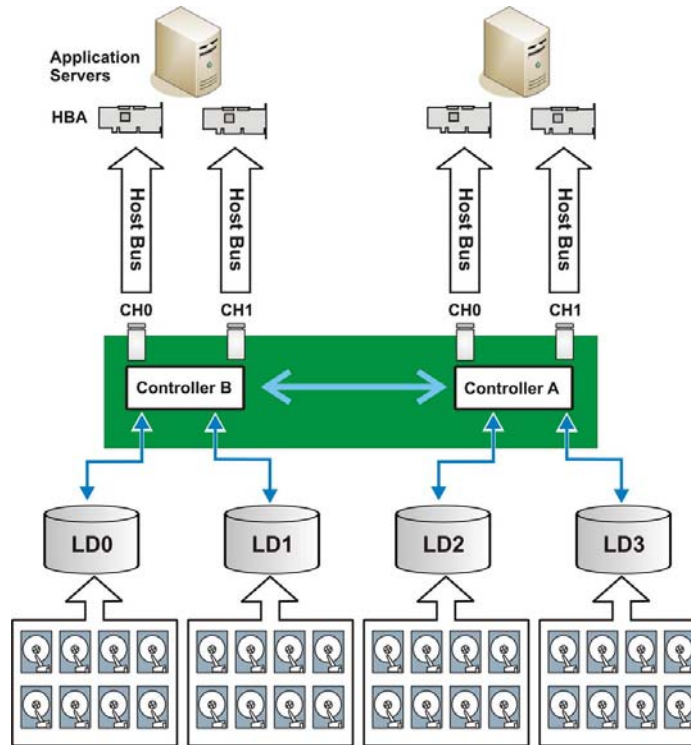 Application
Servers
HBA
Host Bus
Host Bus
Host Bus
Host Bus
CH0
CH1
CH0
CH1
Controller B
Controller A
LD0
LD1
LD2
LD3